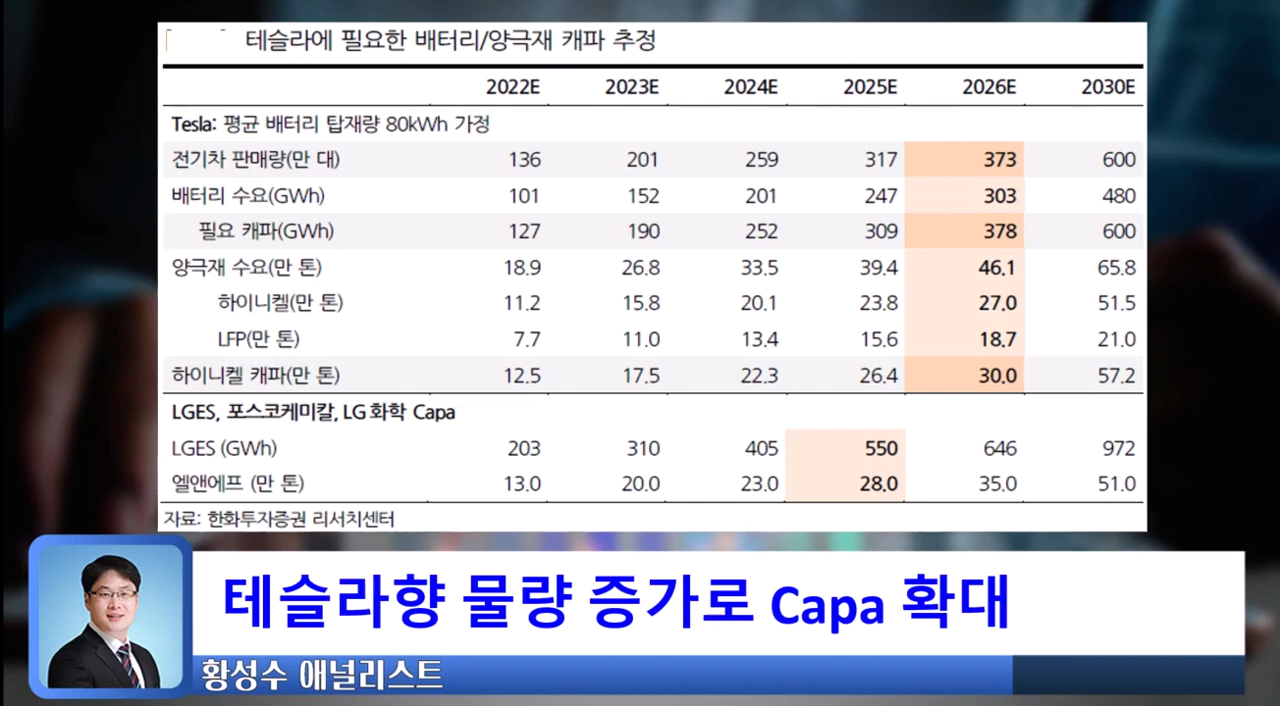 테슬라에 필요한 배터리/양극재 캐파 추정
2022E 2023E 2024E 2025E 2026E 2030E
Tesla: 평균 배터리 탑재량 80kWh 가정
전기차 판매량(만 대) 136 201 259 317 373 600
배터리 수요(GWh) 101 152 201 247 303 480
필요 캐파(GWh) 127 190 252 309 378 600
양극재 수요(만 톤) 18.9 26.8 33.5 39.4 46.1 65.8
하이니켈(만 톤) 11.2 15.8 20.1 23.8 27.0 51.5
LFP(만 톤) 7.7 11.0 13.4 15.6 18.7 21.0
하이니켈 캐파(만 톤) 12.5 17.5 22.3 26.4 30.0 57.2
LGES, 포스코케미칼, LG 화학 Capa
LGES (GWh) 203 310 405 550 646 972
엘앤에프 (만 톤) 13.0 20.0 23.0 28.0 35.0 51.0
자료: 한화투자증권 리서치센터
테슬라향 물량 증가로 Capa 확대
황성수 애널리스트